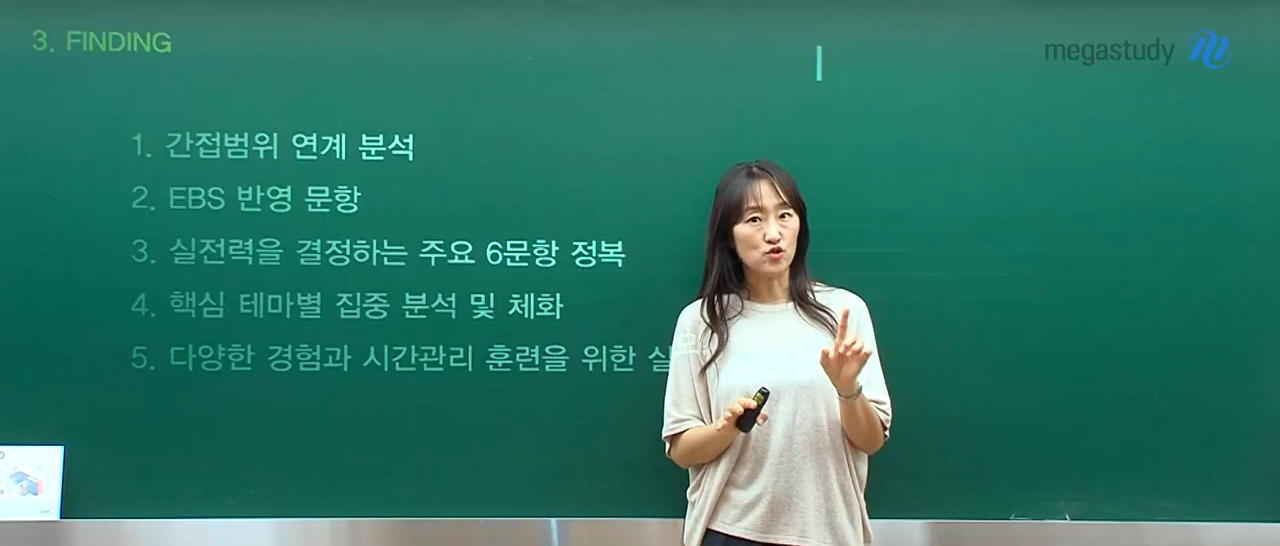 3. FINDING
megastudy
1. 간접범위 연계 분석
2. EBS 반영 문항
3. 실전력을 결정하는 주요 6문항 정복
4. 핵심 테마별 집중 분석 및 체화
5. 다양한 경험과 시간관리 훈련을 위한 실모